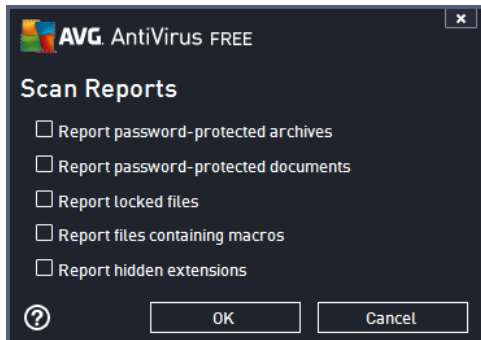 AVG. AntiVirus FREE
Scan Reports
Report password-protected archives
Report password-protected documents
Report locked files
Report files containing macros
Report hidden extensions
? OK Cancel